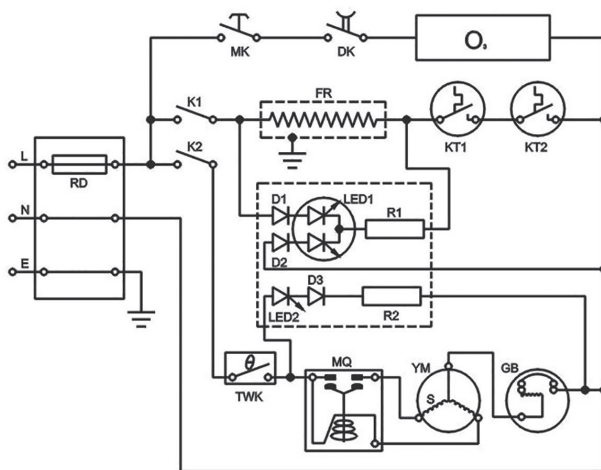 MK
DK
O₃
K1
FR
KT1
KT2
L
RD
K2
N
D1
LED1
R1
E
D2
D3
LED2
R2
θ
TWK
MQ
YM
S
GB